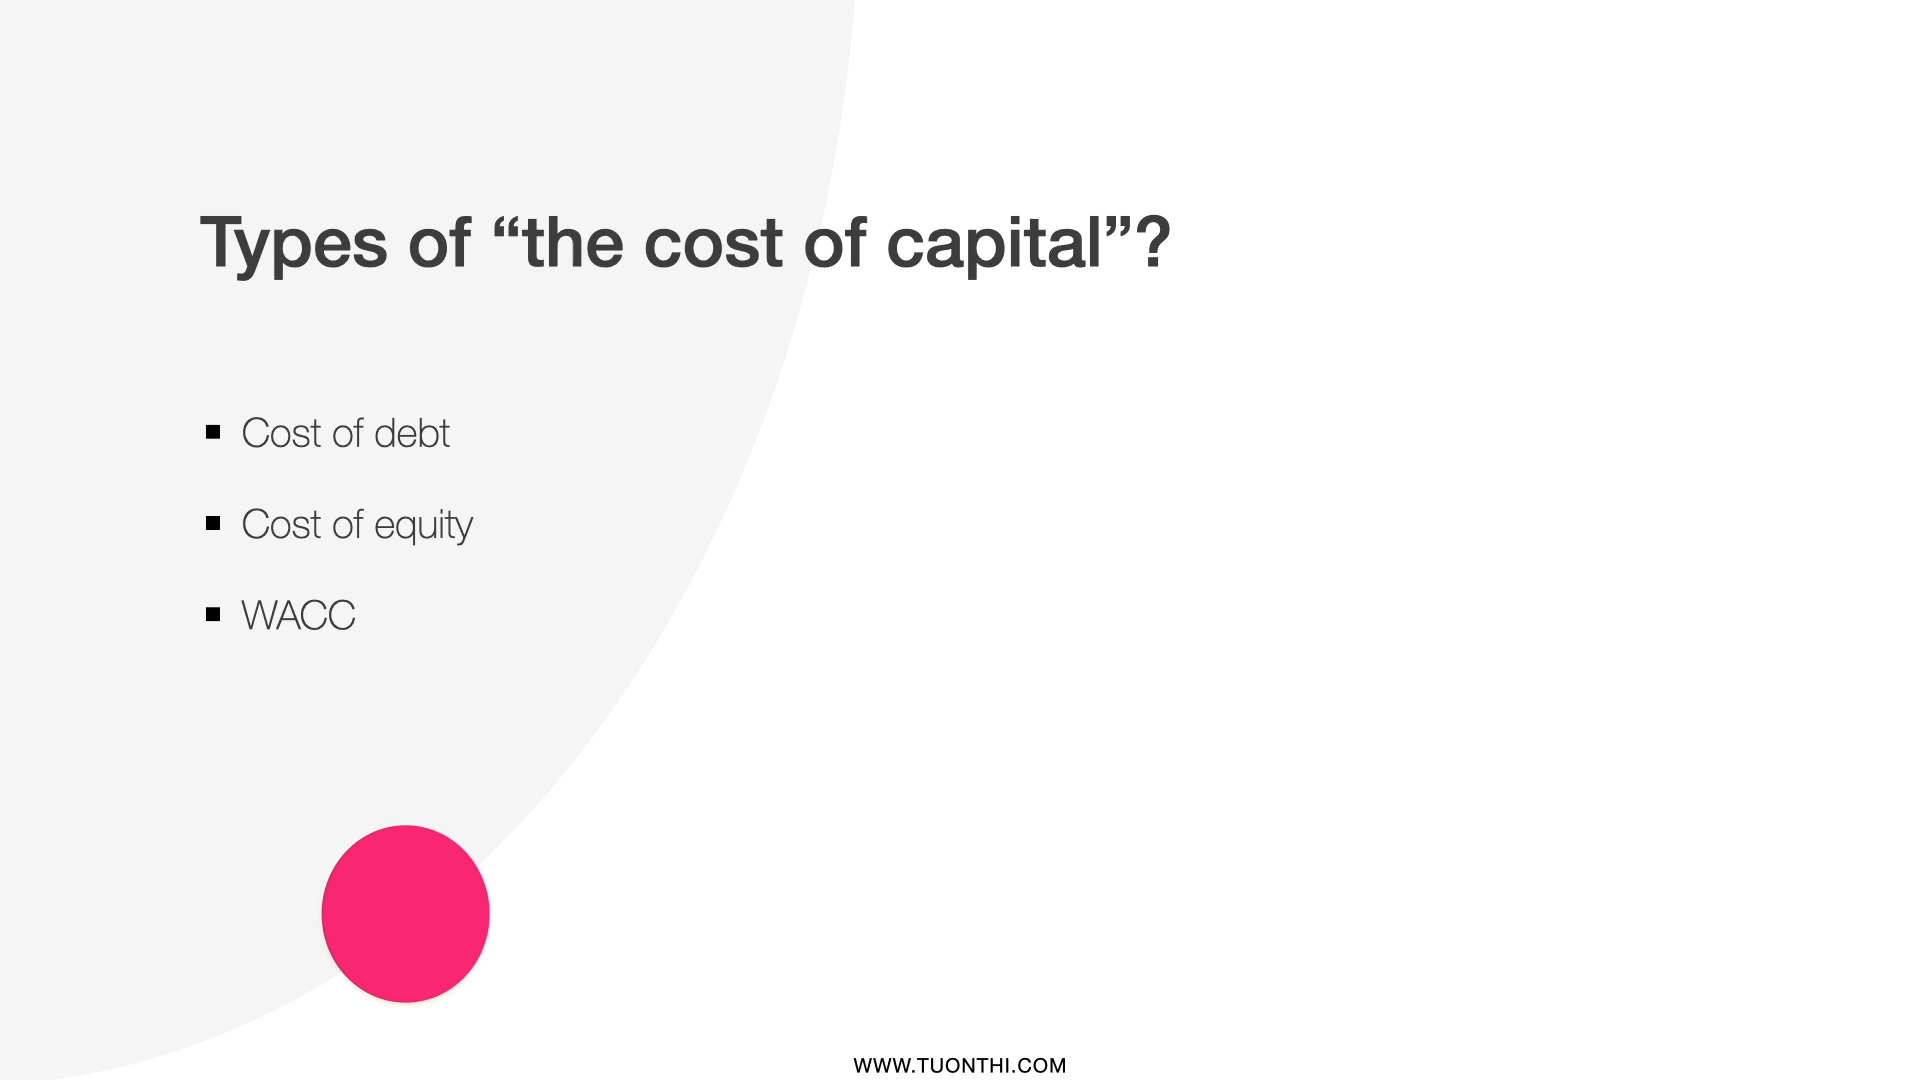 Types of “the cost of capital”?
▪ Cost of debt
▪ Cost of equity
▪ WACC
WWW.TUONTHI.COM